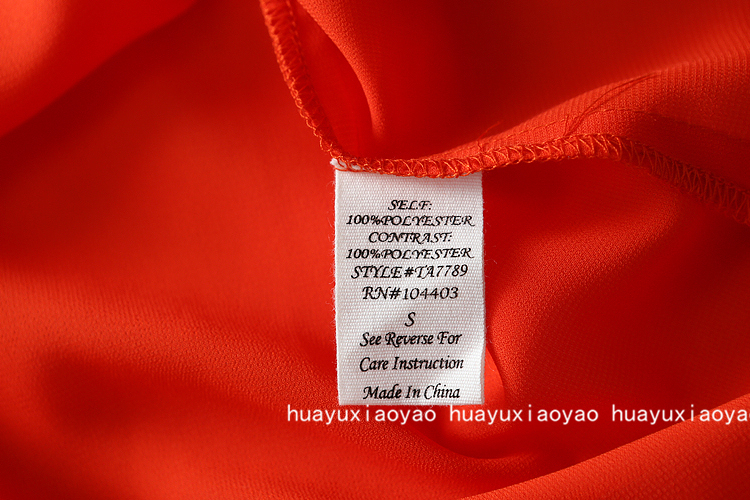 SELF:
100%POLYESTER
CONTRAST:
100%POLYESTER
STYLE#TA7789
RN#104403
S
See Reverse For
Care Instruction
Made In China
huayuxiaoyao huayuxiaoyao huayuxiaoya